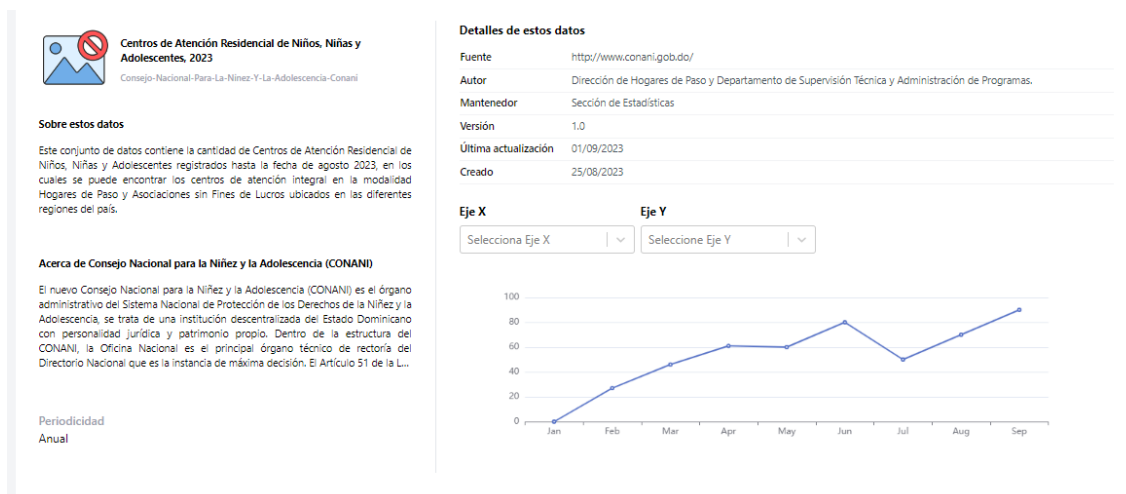 Centros de Atención Residencial de Niños, Niñas y
Adolescentes, 2023
Consejo-Nacional-Para-La-Ninez-Y-La-Adolescencia-Conani
Sobre estos datos
Este conjunto de datos contiene la cantidad de Centros de Atención Residencial de
Niños, Niñas y Adolescentes registrados hasta la fecha de agosto 2023, en los
cuales se puede encontrar los centros de atención integral en la modalidad
Hogares de Paso y Asociaciones sin Fines de Lucros ubicados en las diferentes
regiones del país.
Acerca de Consejo Nacional para la Niñez y la Adolescencia (CONANI)
El nuevo Consejo Nacional para la Niñez y la Adolescencia (CONANI) es el órgano
administrativo del Sistema Nacional de Protección de los Derechos de la Niñez y la
Adolescencia, se trata de una institución descentralizada del Estado Dominicano
con personalidad jurídica y patrimonio propio. Dentro de la estructura del
CONANI, la Oficina Nacional es el principal órgano técnico de rectoría del
Directorio Nacional que es la instancia de máxima decisión. El Artículo 51 de la L...
Periodicidad
Anual
Detalles de estos datos
Fuente http://www.conani.gob.do/
Autor Dirección de Hogares de Paso y Departamento de Supervisión Técnica y Administración de Programas.
Mantenedor Sección de Estadísticas
Versión 1.0
Última actualización 01/09/2023
Creado 25/08/2023
Eje X Eje Y
Selecciona Eje X Seleccione Eje Y
100
80
60
40
20
0
Jan Feb Mar Apr May Jun Jul Aug Sep